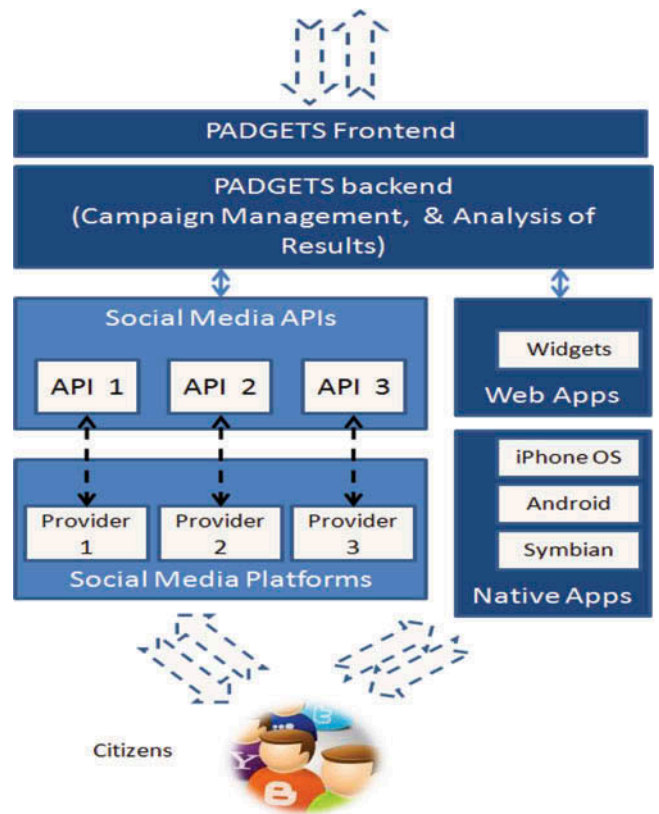 PADGETS Frontend
PADGETS backend
(Campaign Management, & Analysis of
Results)
Social Media APIs
API 1
API 2
API 3
Provider
1
Provider
2
Provider
3
Social Media Platforms
Widgets
Web Apps
iPhone OS
Android
Symbian
Native Apps
Citizens
Y